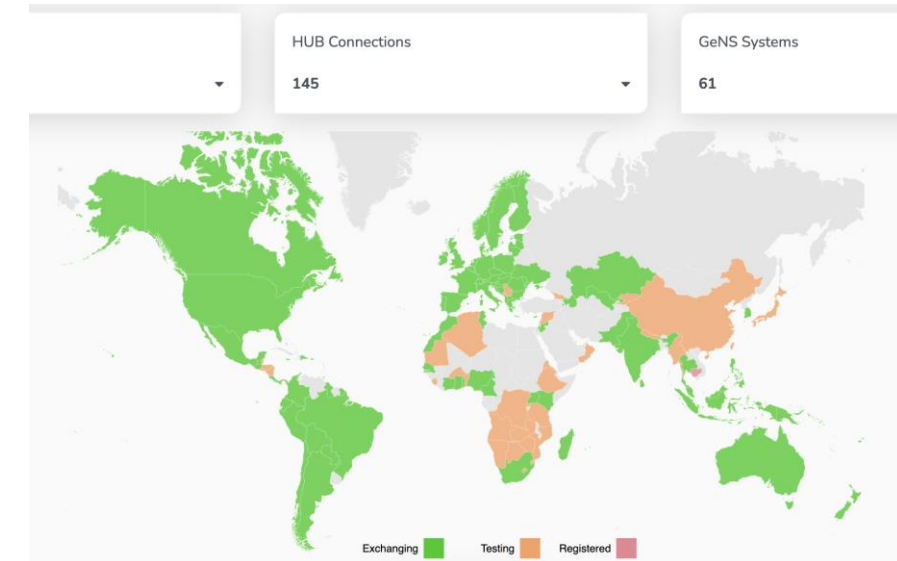 HUB Connections
145
GeNS Systems
61
Exchanging
Testing
Registered